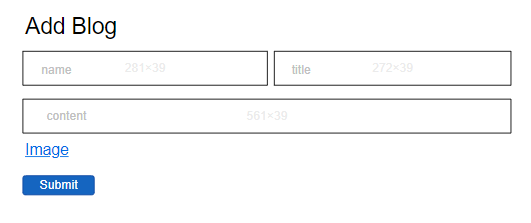 Add Blog
name 281×39 title 272×39
content 561×39
Image
Submit